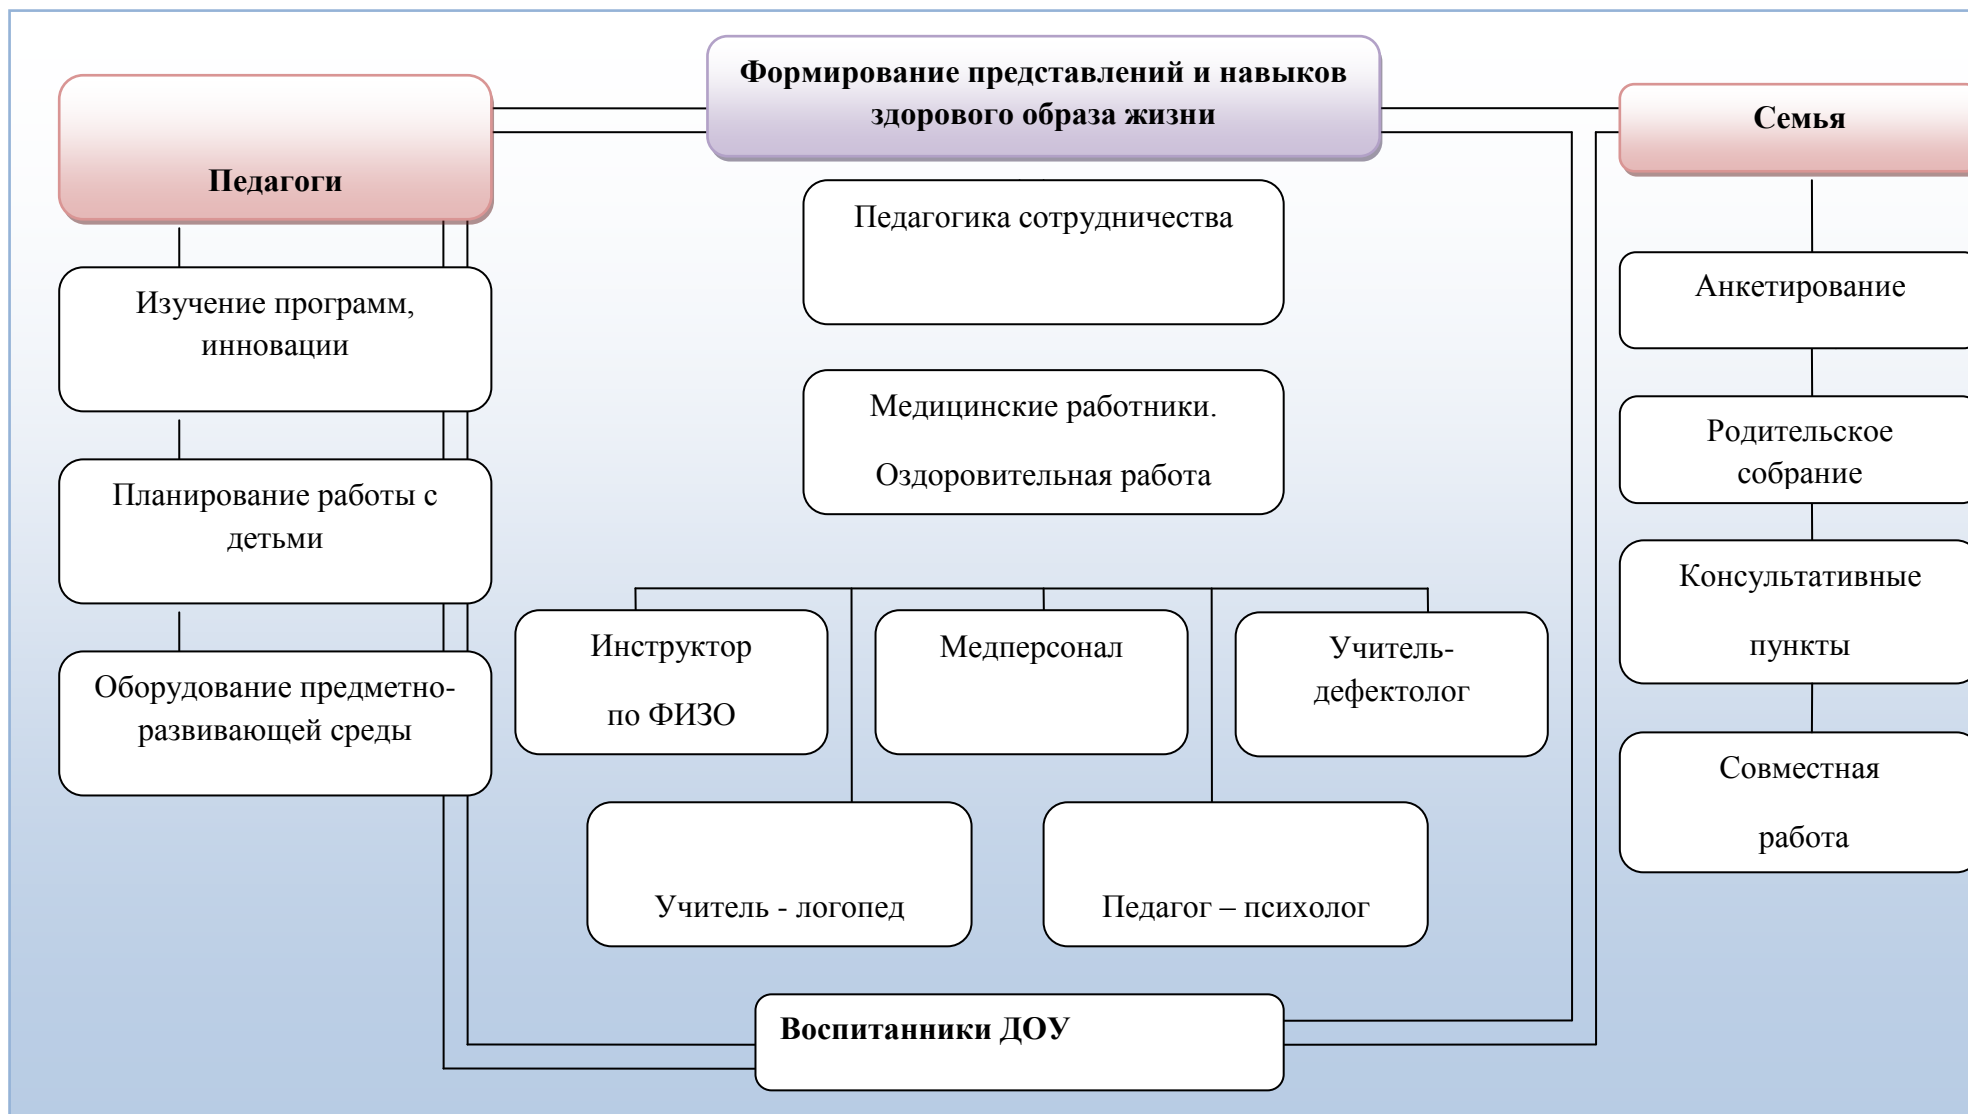 Формирование представлений и навыков
здорового образа жизни
Педагоги
Семья
Педагогика сотрудничества
Изучение программ,
инновации
Анкетирование
Медицинские работники.
Оздоровительная работа
Родительское
собрание
Планирование работы с
детьми
Консультативные
пункты
Инструктор
по ФИЗО
Медперсонал
Учитель-
дефектолог
Оборудование предметно-
развивающей среды
Совместная
работа
Учитель - логопед
Педагог – психолог
Воспитанники ДОУ